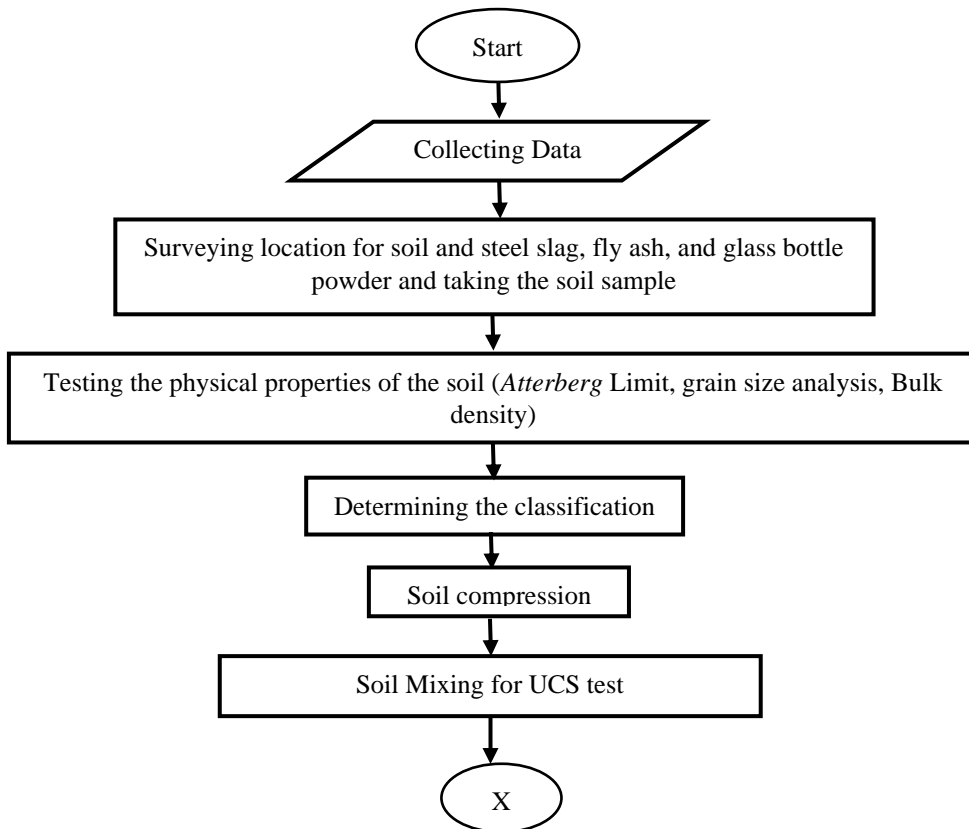 Start
Collecting Data
Surveying location for soil and steel slag, fly ash, and glass bottle
powder and taking the soil sample
Testing the physical properties of the soil (Atterberg Limit, grain size analysis, Bulk
density)
Determining the classification
Soil compression
Soil Mixing for UCS test
X